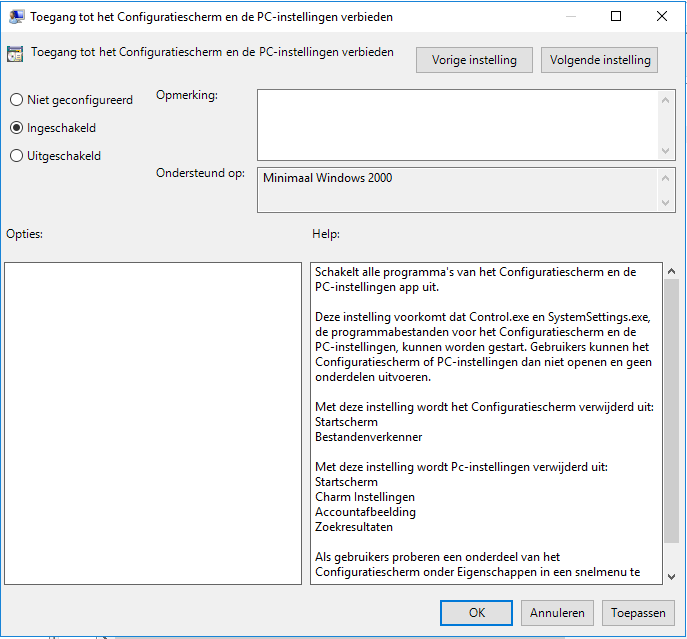 Toegang tot het Configuratiescherm en de PC-instellingen verbieden
Toegang tot het Configuratiescherm en de PC-instellingen verbieden
Vorige instelling
Volgende instelling
Niet geconfigureerd
Opmerking:
Ingeschakeld
Uitgeschakeld
Ondersteund op:
Minimaal Windows 2000
Opties:
Help:
Schakelt alle programma's van het Configuratiescherm en de
PC-instellingen app uit.
Deze instelling voorkomt dat Control.exe en SystemSettings.exe,
de programmabestanden voor het Configuratiescherm en de
PC-instellingen, kunnen worden gestart. Gebruikers kunnen het
Configuratiescherm of PC-instellingen dan niet openen en geen
onderdelen uitvoeren.
Met deze instelling wordt het Configuratiescherm verwijderd uit:
Startscherm
Bestandenverkenner
Met deze instelling wordt Pc-instellingen verwijderd uit:
Startscherm
Charm Instellingen
Accountafbeelding
Zoekresultaten
Als gebruikers proberen een onderdeel van het
Configuratiescherm onder Eigenschappen in een snelmenu te
OK
Annuleren
Toepassen